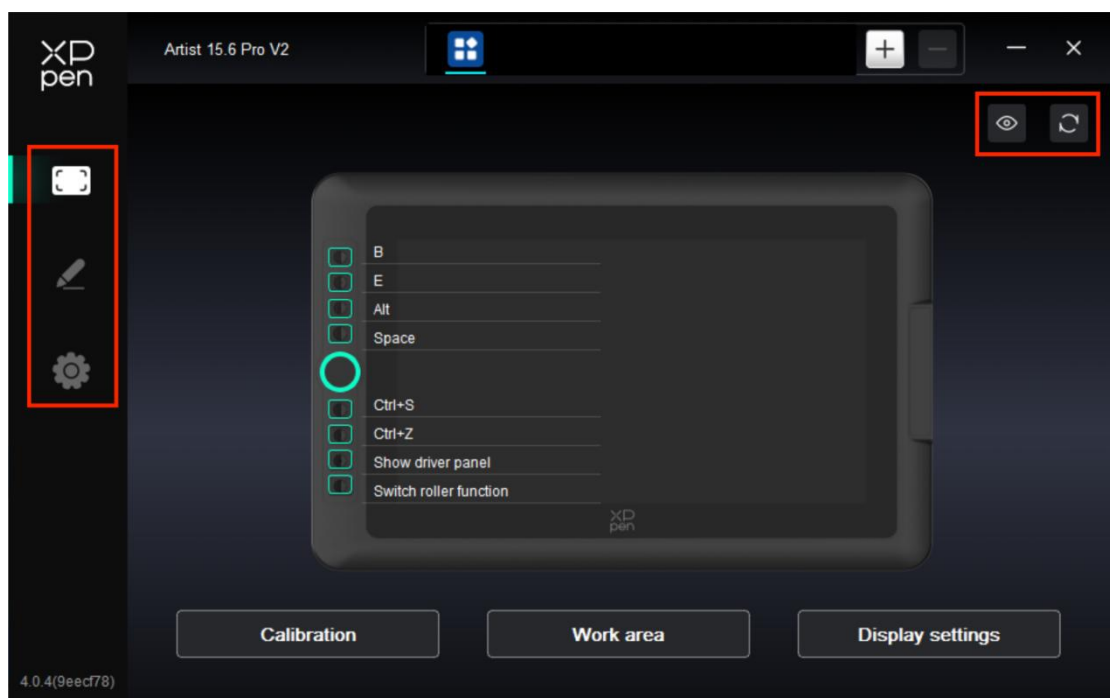 XP
pen
Artist 15.6 Pro V2
B
E
Alt
Space
Ctrl+S
Ctrl+Z
Show driver panel
Switch roller function
XP
pen
Calibration
Work area
Display settings
4.0.4(9eecf78)